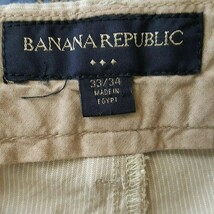 BANANA REPUBLIC
33/34
MADE IN
EGYPT